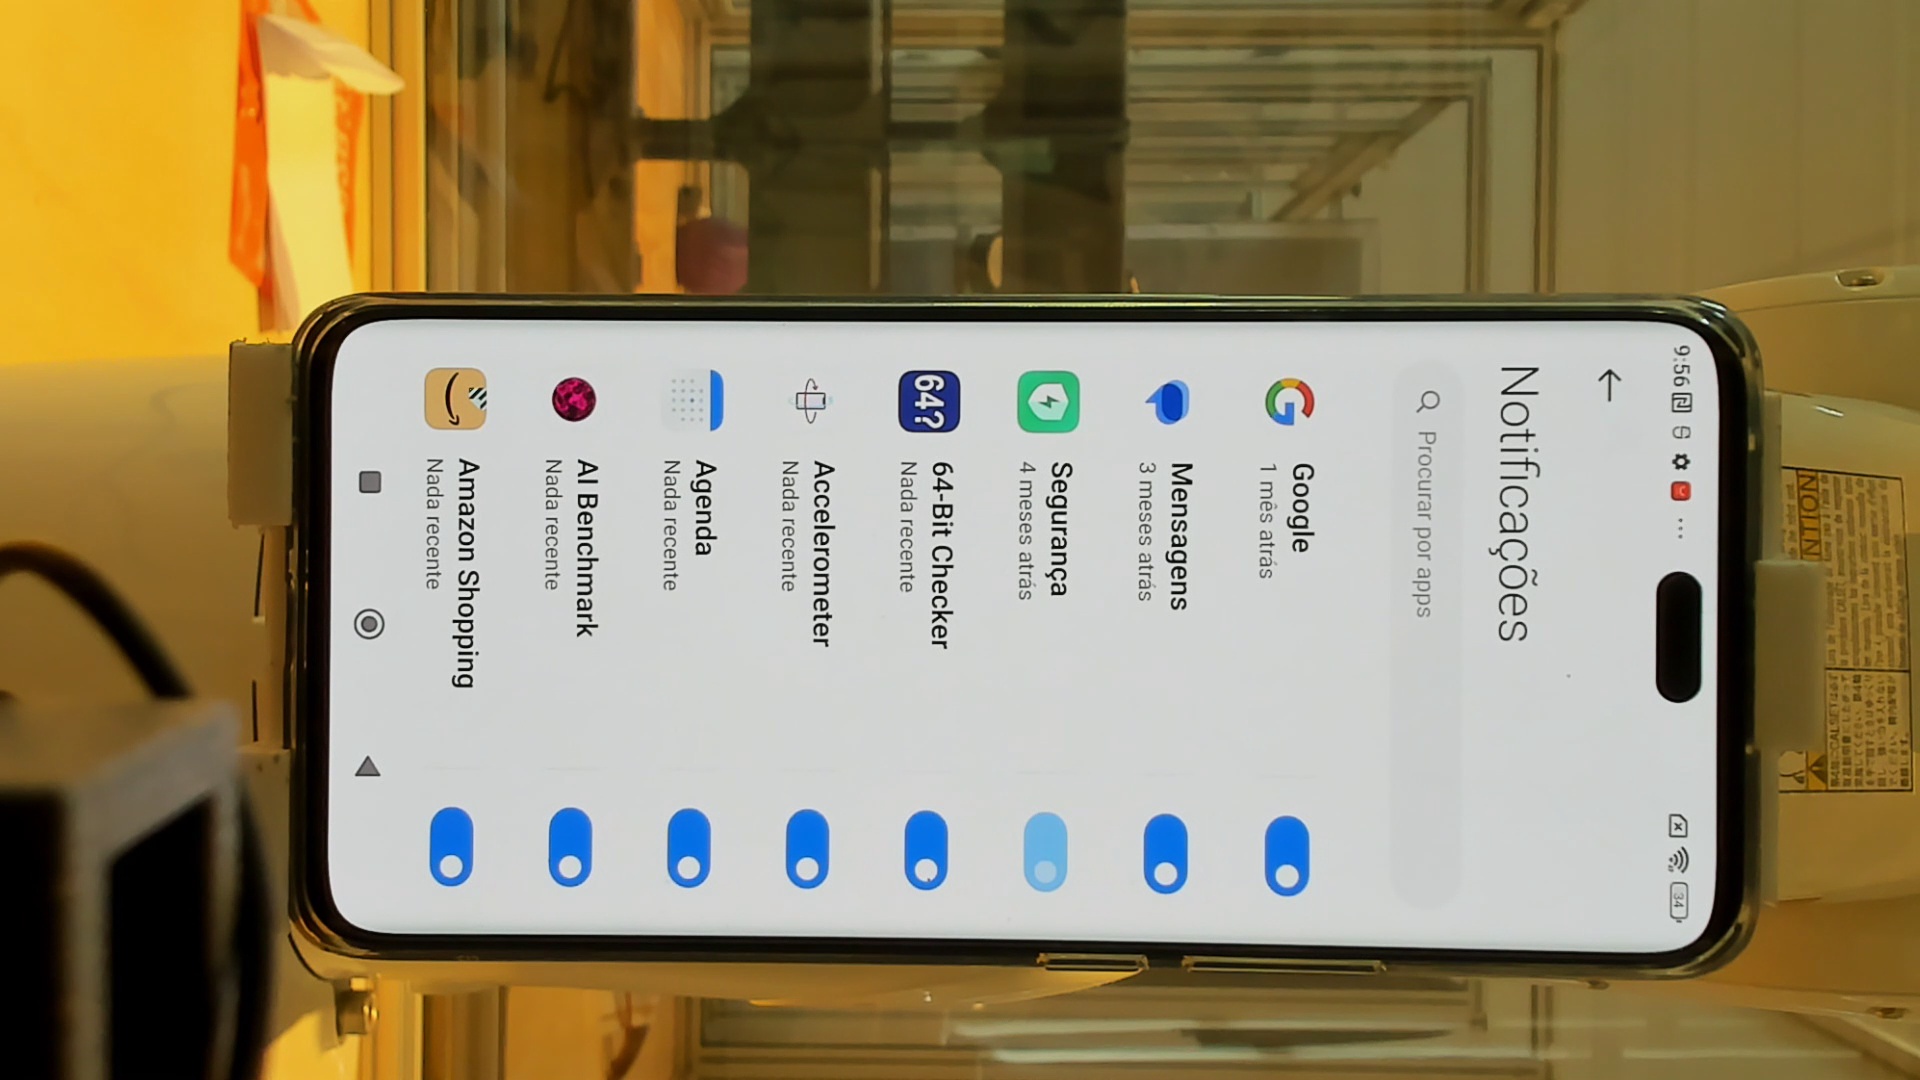 9:56
34
Notificações
Procurar por apps
Google
1 mês atrás
Mensagens
3 meses atrás
Segurança
4 meses atrás
64?
64-Bit Checker
Nada recente
Accelerometer
Nada recente
Agenda
Nada recente
AI Benchmark
Nada recente
Amazon Shopping
Nada recente